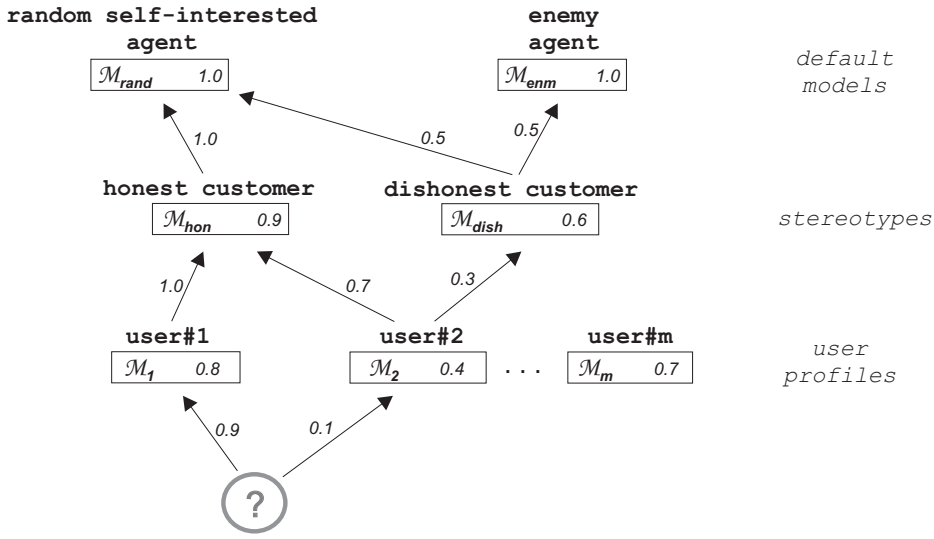 random self-interested
agent
enemy
agent
default
models
M_rand 1.0
M_enm 1.0
1.0
0.5
0.5
honest customer
dishonest customer
M_hon 0.9
M_dish 0.6
stereotypes
1.0
0.7
0.3
user#1
user#2
user#m
user
profiles
M_1 0.8
M_2 0.4
. . .
M_m 0.7
0.9
0.1
?